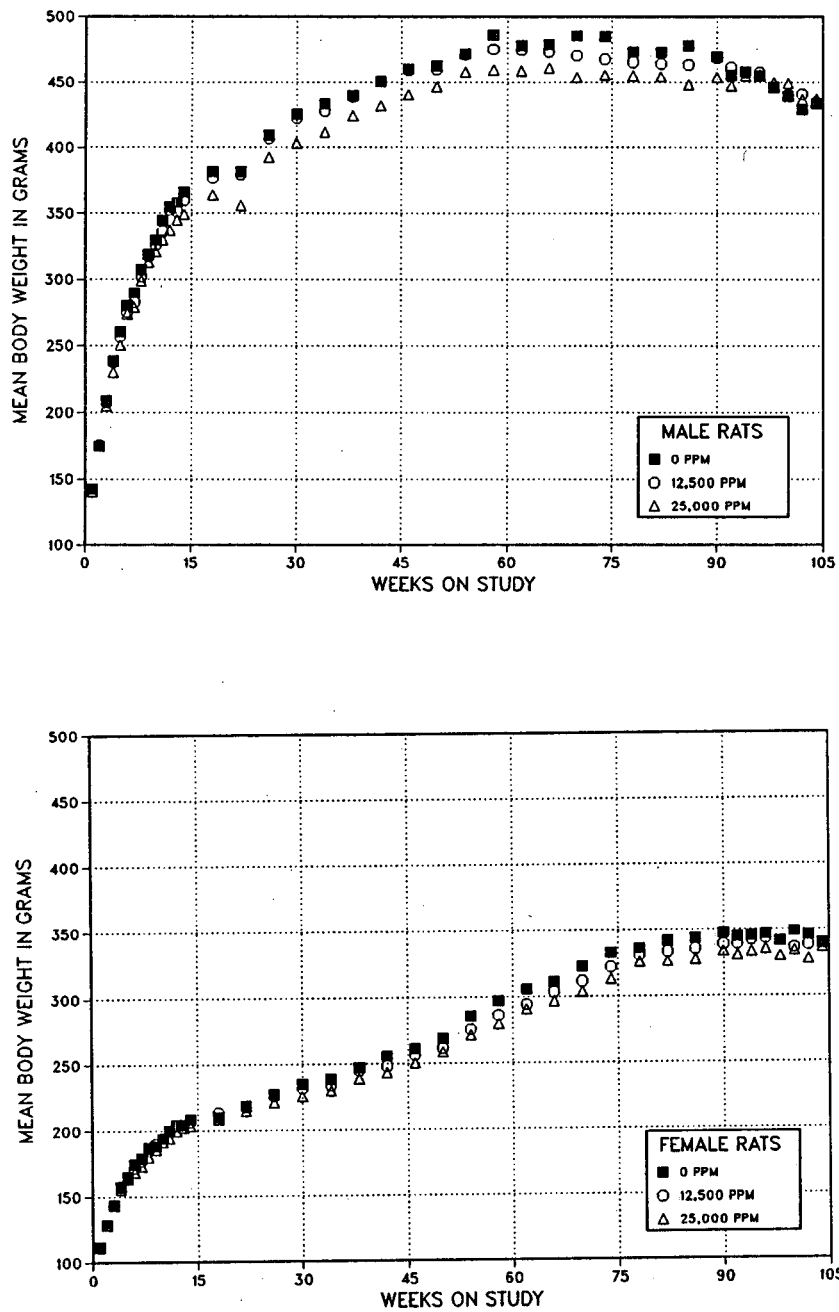 500
450
400
350
300
250
200
150
100
MEAN BODY WEIGHT IN GRAMS
MALE RATS
0 PPM
12,500 PPM
25,000 PPM
0
15
30
45
60
75
90
105
WEEKS ON STUDY
500
450
400
350
300
250
200
150
100
MEAN BODY WEIGHT IN GRAMS
FEMALE RATS
0 PPM
12,500 PPM
25,000 PPM
0
15
30
45
60
75
90
105
WEEKS ON STUDY